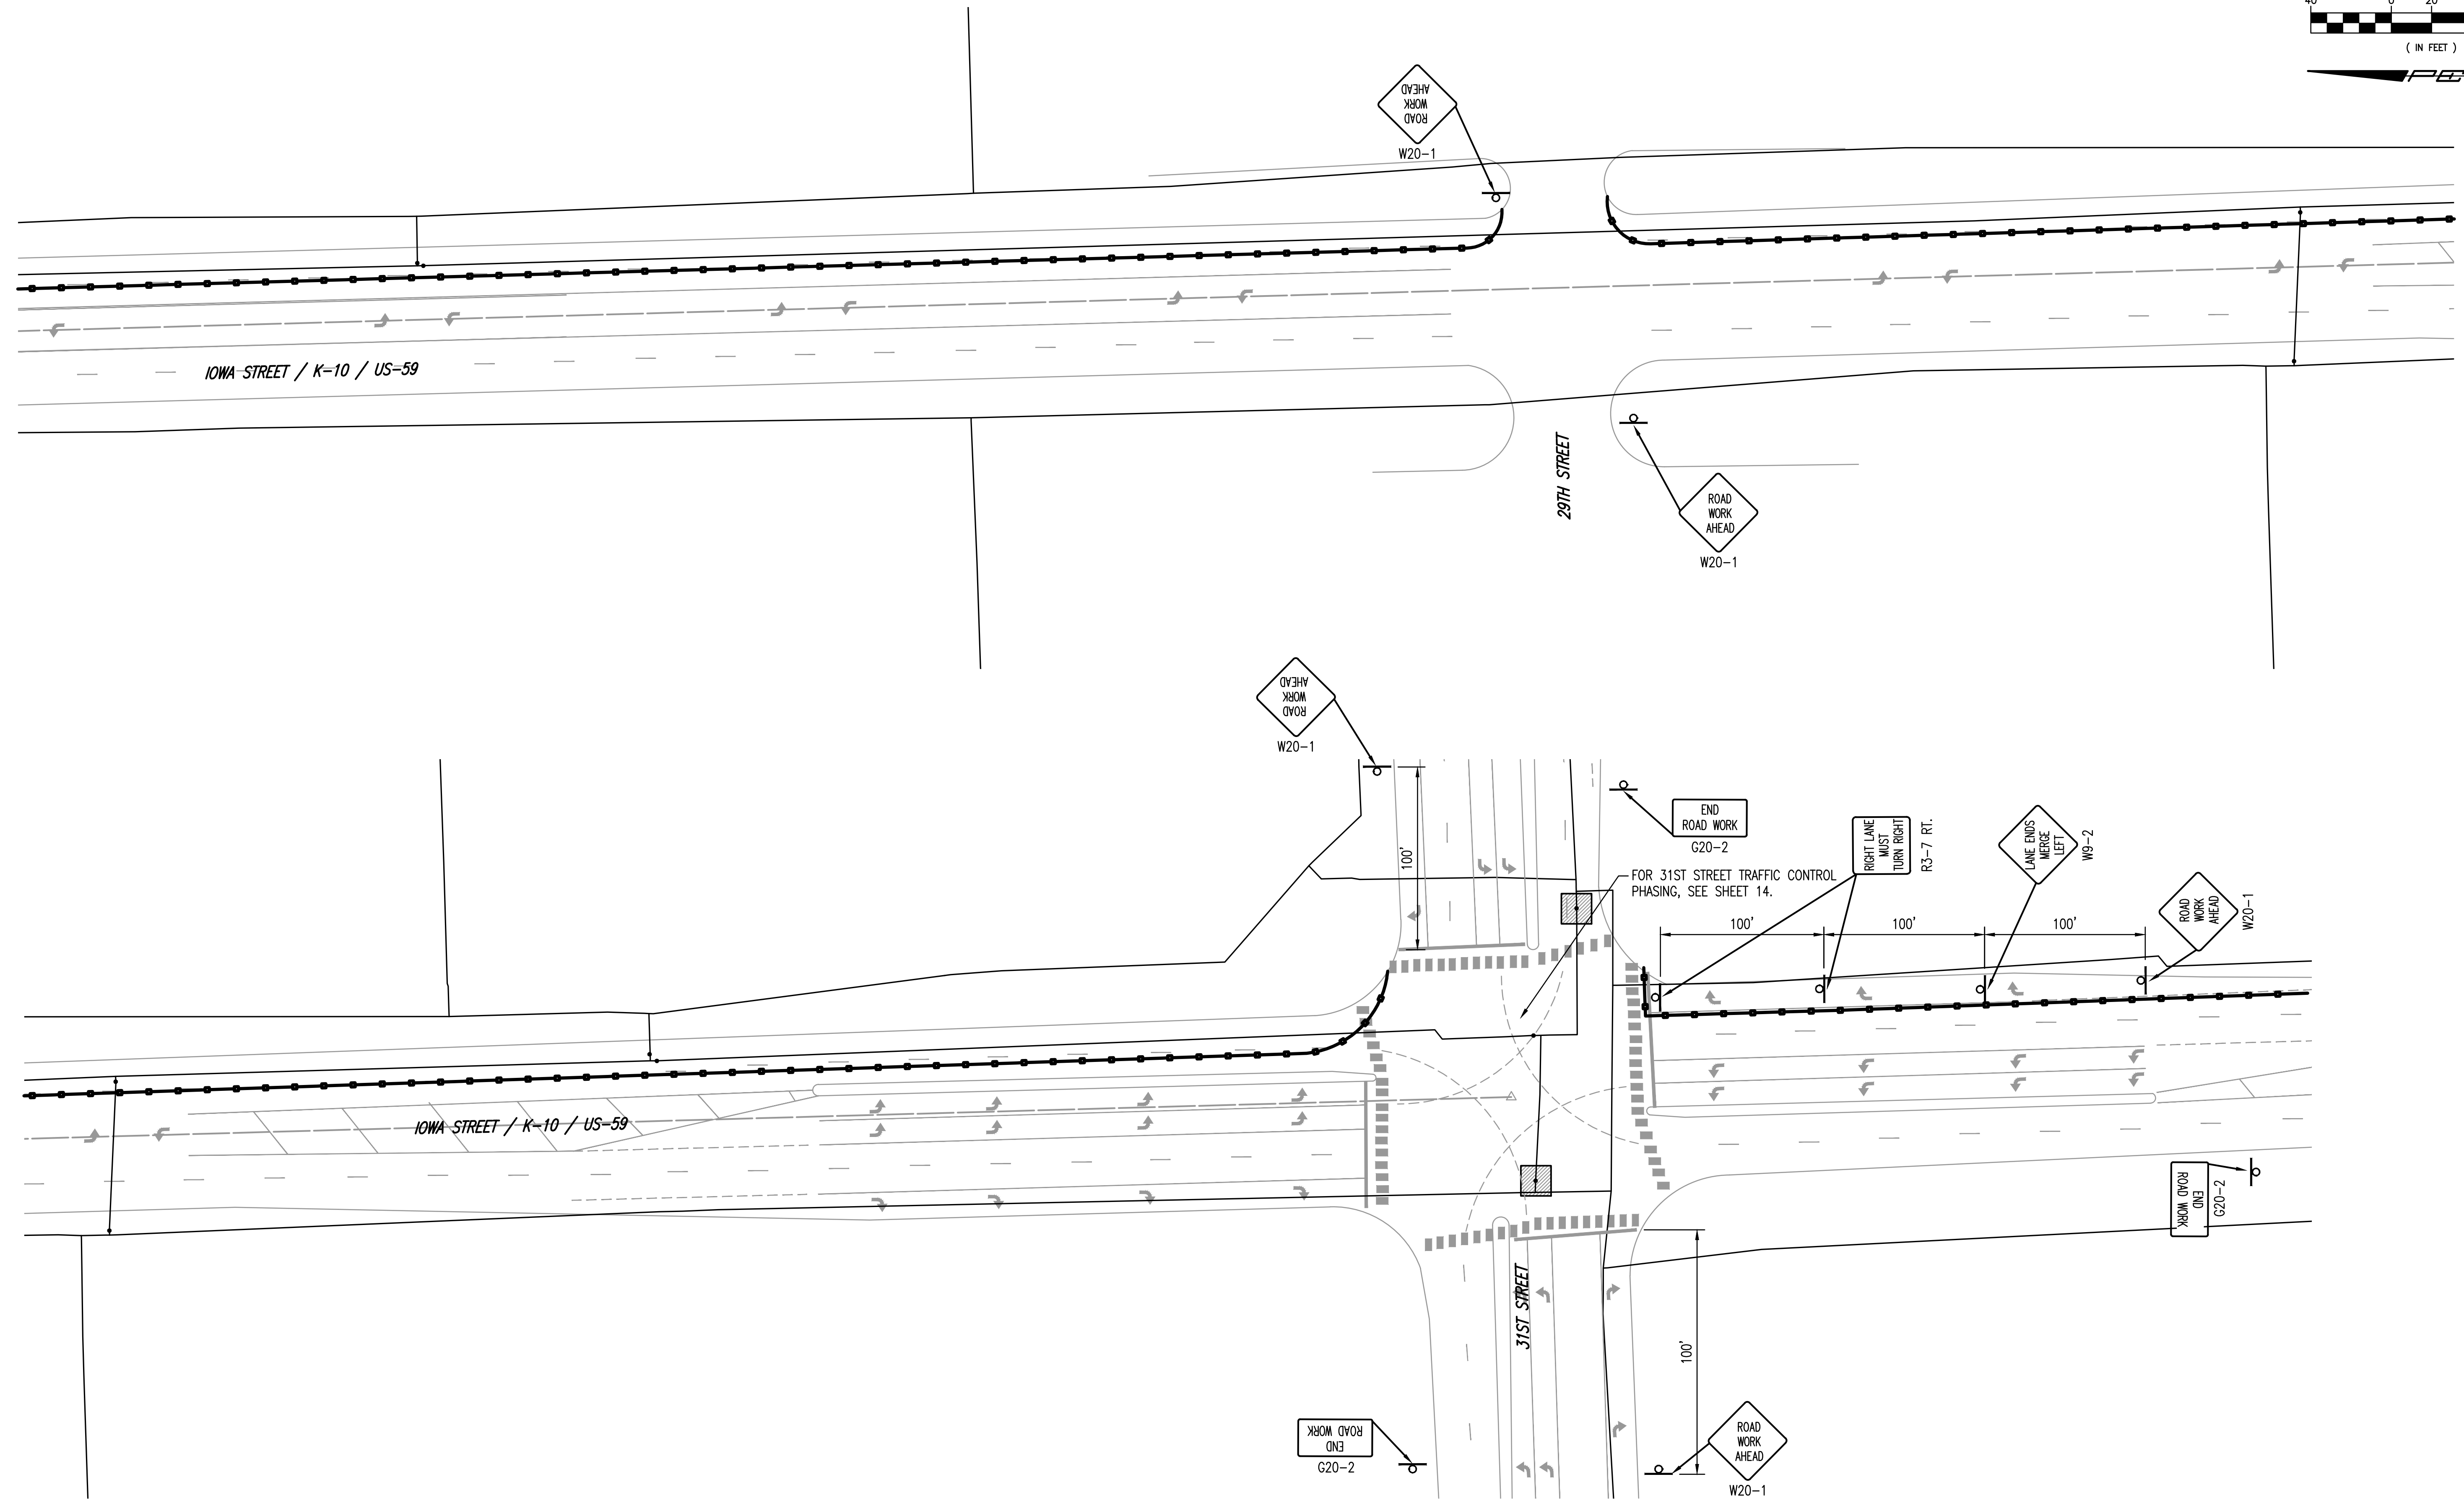 40 0 20
( IN FEET )
PEC
ROAD
WORK
AHEAD
W20-1
IOWA STREET / K-10 / US-59
29TH STREET
ROAD
WORK
AHEAD
W20-1
ROAD
WORK
AHEAD
W20-1
100'
END
ROAD WORK
G20-2
FOR 31ST STREET TRAFFIC CONTROL
PHASING, SEE SHEET 14.
RIGHT LANE
MUST
TURN RIGHT
R3-7 RT.
LANE ENDS
MERGE
LEFT
W9-2
ROAD
WORK
AHEAD
W20-1
100' 100' 100'
IOWA STREET / K-10 / US-59
END
ROAD WORK
G20-2
31ST STREET
100'
END
ROAD WORK
G20-2
ROAD
WORK
AHEAD
W20-1